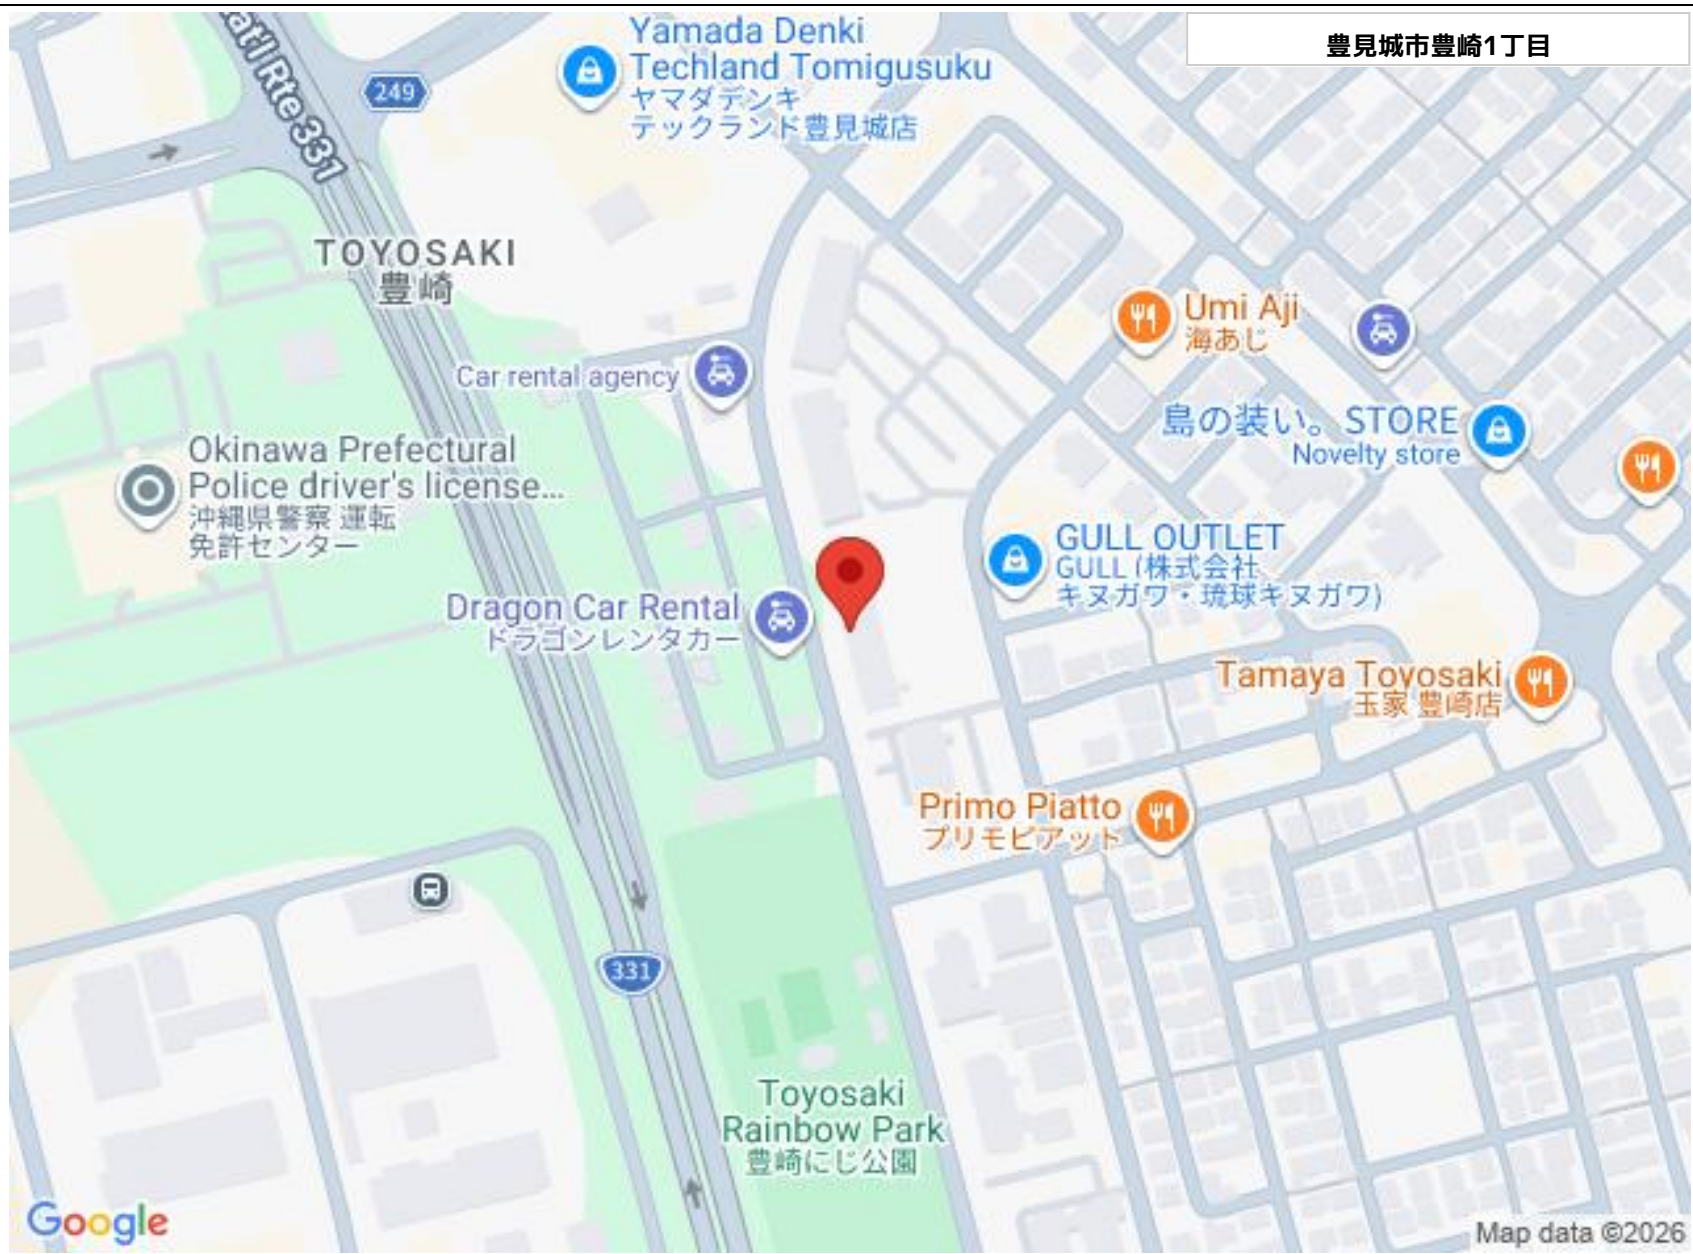 豊見城市豊崎1丁目
Nat'l Rte 331
249
Yamada Denki
Techland Tomigusuku
ヤマダデンキ
テックランド豊見城店
TOYOSAKI
豊崎
Umi Aji
海あじ
Car rental agency
島の装い。STORE
Novelty store
Okinawa Prefectural
Police driver's license...
沖縄県警察 運転
免許センター
GULL OUTLET
GULL (株式会社
キヌガワ・琉球キヌガワ)
Dragon Car Rental
ドラゴンレンタカー
Tamaya Toyosaki
玉家 豊崎店
Primo Piatto
プリモピアット
331
Toyosaki
Rainbow Park
豊崎にじ公園
Google
Map data ©2026